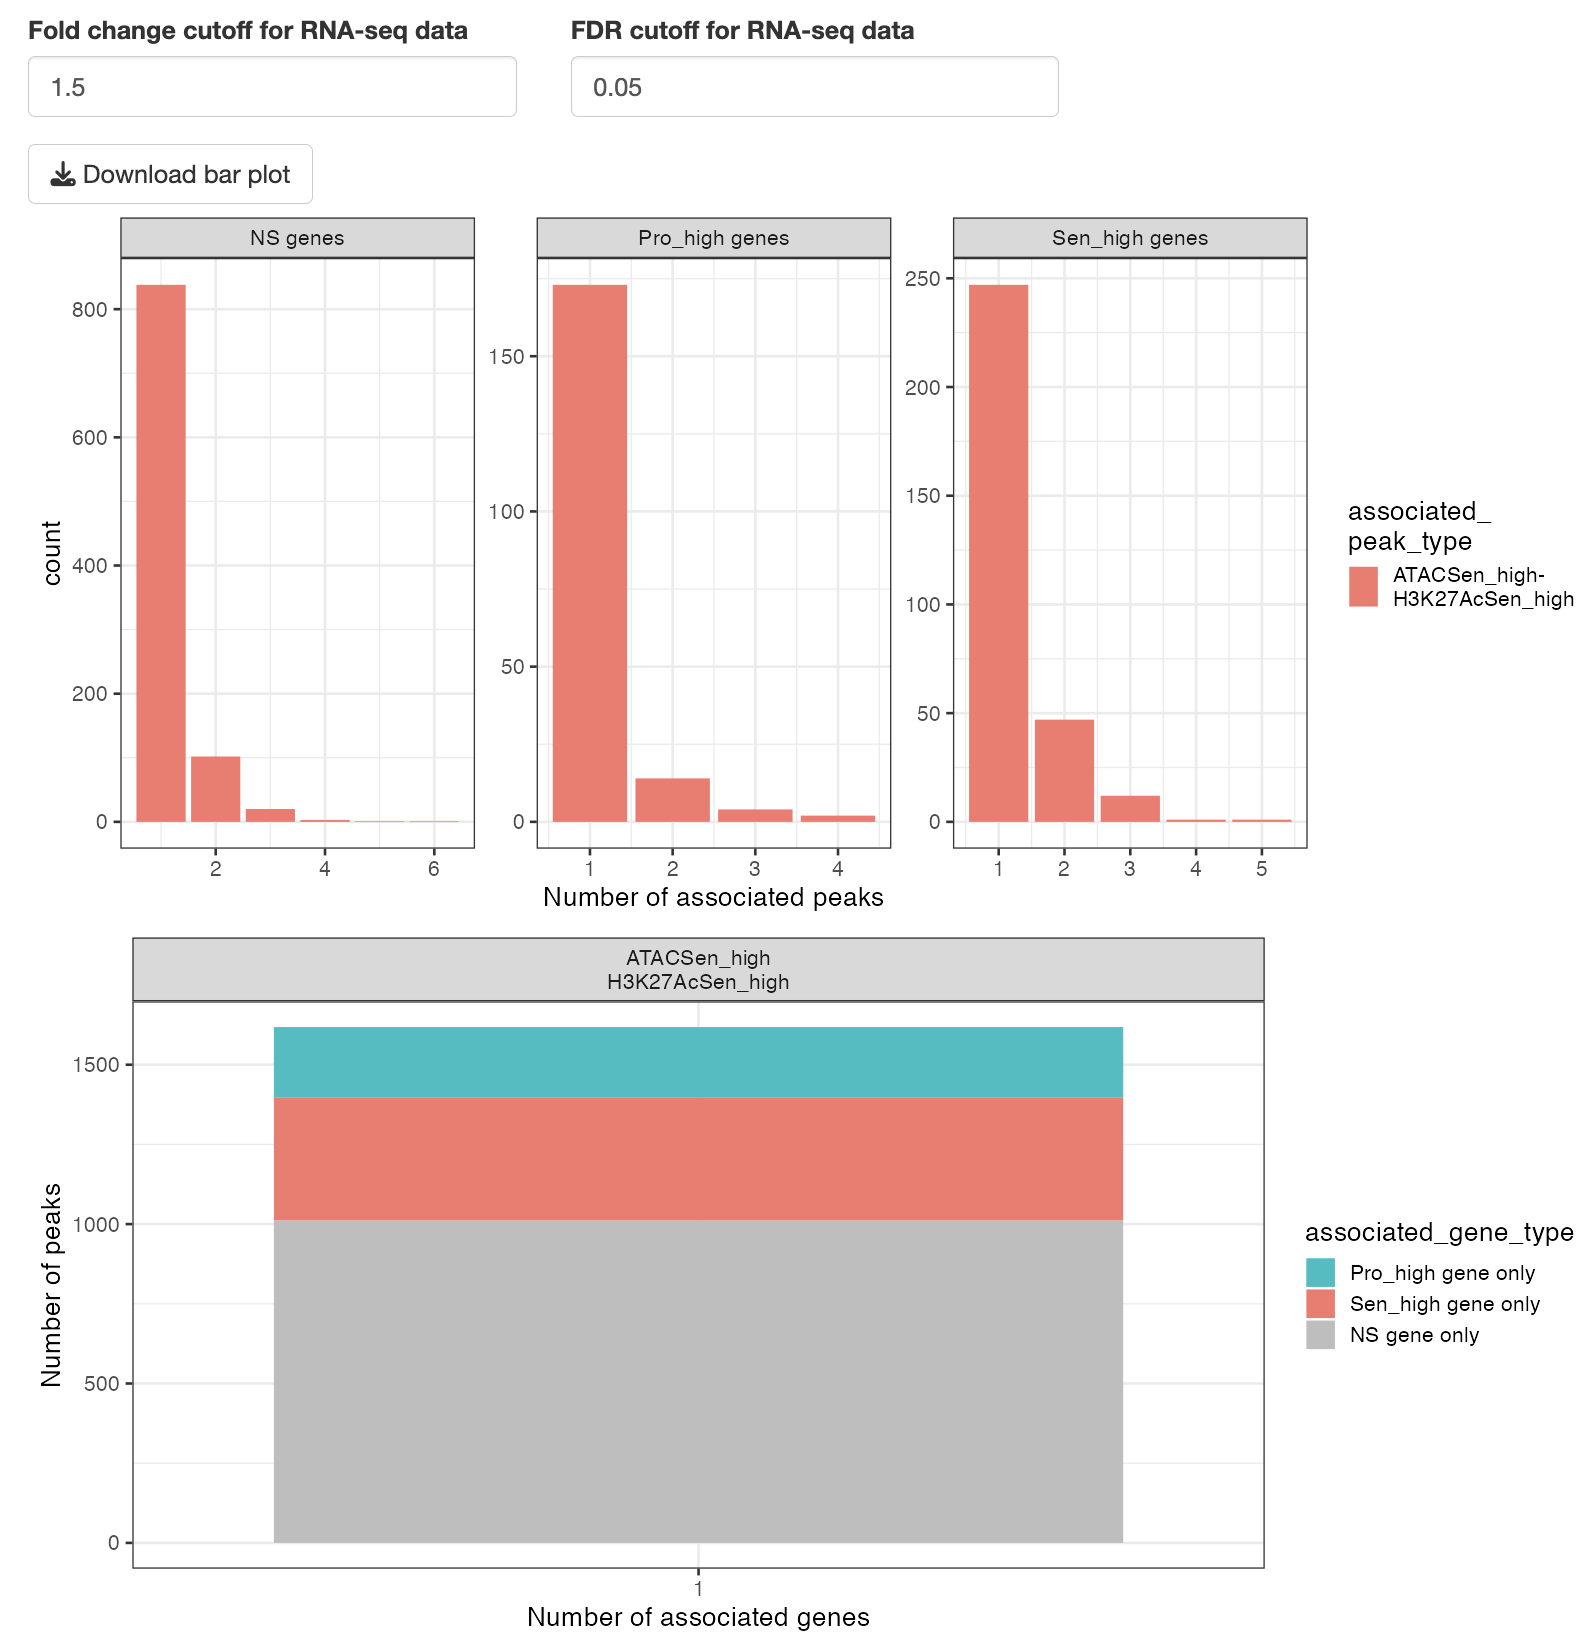 Fold change cutoff for RNA-seq data
FDR cutoff for RNA-seq data
1.5
0.05
Download bar plot
NS genes
Pro_high genes
Sen_high genes
800
600
400
200
0
count
2
4
6
150
100
50
0
1
2
3
4
250
200
150
100
50
0
1
2
3
4
5
Number of associated peaks
associated_
peak_type
ATACSen_high-
H3K27AcSen_high
ATACSen_high
H3K27AcSen_high
1500
1000
500
0
Number of peaks
1
Number of associated genes
associated_gene_type
Pro_high gene only
Sen_high gene only
NS gene only